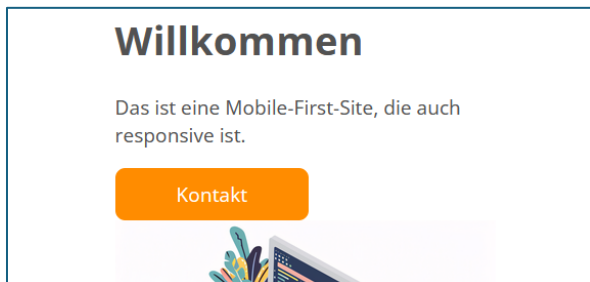 Willkommen
Das ist eine Mobile-First-Site, die auch
responsive ist.
Kontakt